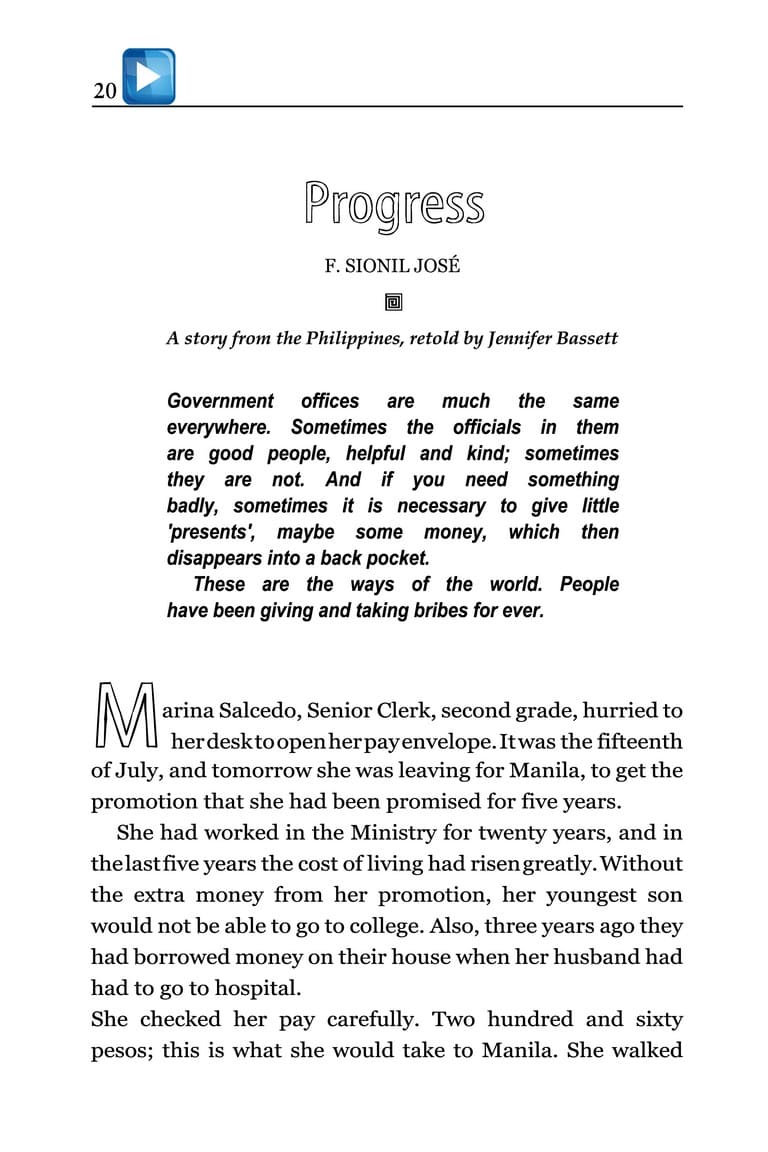 20
Progress
F. SIONIL JOSÉ
A story from the Philippines, retold by Jennifer Bassett
Government offices are much the same
everywhere. Sometimes the officials in them
are good people, helpful and kind; sometimes
they are not. And if you need something
badly, sometimes it is necessary to give little
'presents', maybe some money, which then
disappears into a back pocket.
These are the ways of the world. People
have been giving and taking bribes for ever.
Marina Salcedo, Senior Clerk, second grade, hurried to
her desk to open her pay envelope. It was the fifteenth
of July, and tomorrow she was leaving for Manila, to get the
promotion that she had been promised for five years.
She had worked in the Ministry for twenty years, and in
the last five years the cost of living had risen greatly. Without
the extra money from her promotion, her youngest son
would not be able to go to college. Also, three years ago they
had borrowed money on their house when her husband had
had to go to hospital.
She checked her pay carefully. Two hundred and sixty
pesos; this is what she would take to Manila. She walked